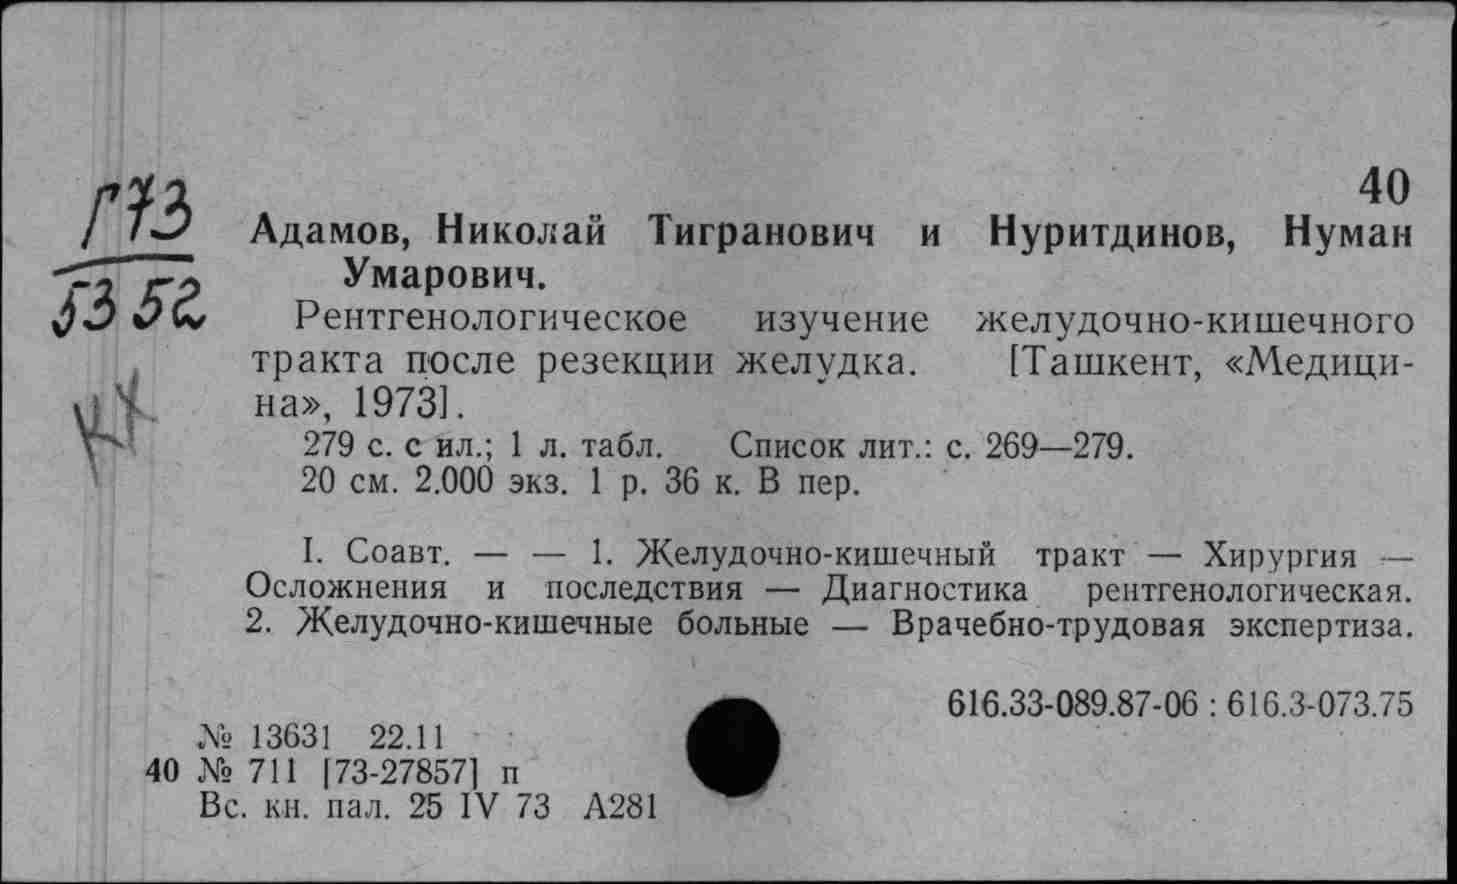 40
Г73
5352
Адамов, Николай Тигранович и Нуритдинов, Нуман
Умарович.
Рентгенологическое изучение желудочно-кишечного
тракта после резекции желудка. [Ташкент, «Медици-
на», 1973].
279 с. с ил.; 1 л. табл. Список лит.: с. 269—279.
20 см. 2.000 экз. 1 р. 36 к. В пер.
I. Соавт. — — 1. Желудочно-кишечный тракт — Хирургия —
Осложнения и последствия — Диагностика рентгенологическая.
2. Желудочно-кишечные больные — Врачебно-трудовая экспертиза.
616.33-089.87-06 : 616.3-073.75
№ 13631 22.11
40 № 711 [73-27857] п
Вс. кн. пал. 25 IV 73 А281